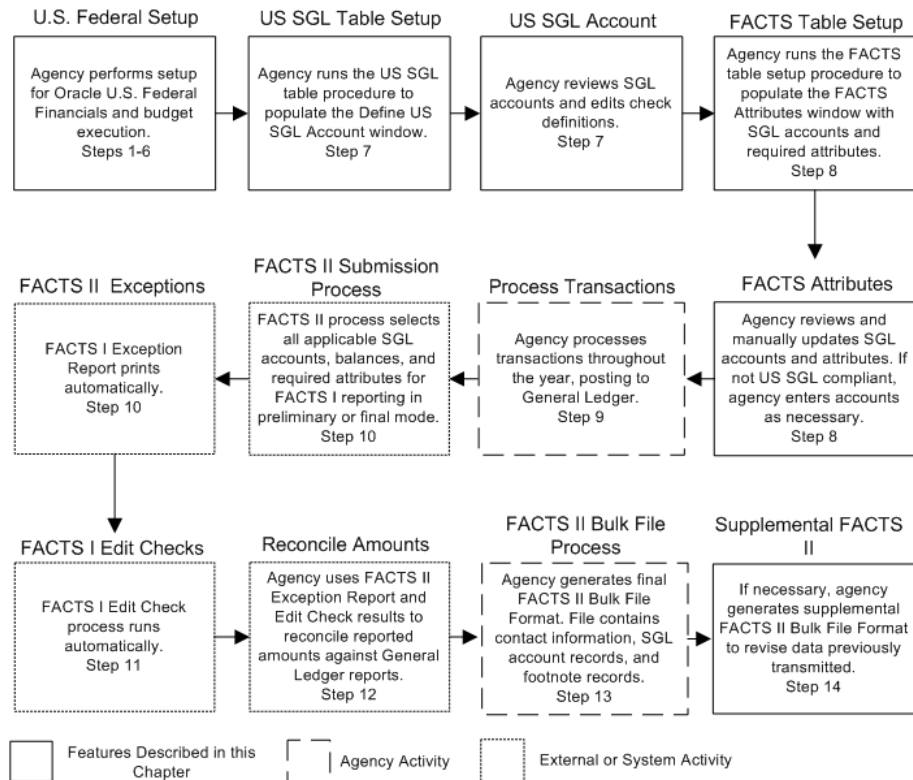 U.S. Federal Setup
Agency performs setup
for Oracle U.S. Federal
Financials and budget
execution.
Steps 1-6
US SGL Table Setup
Agency runs the US SGL
table procedure to
populate the Define US
SGL Account window.
Step 7
US SGL Account
Agency reviews SGL
accounts and edits check
definitions.
Step 7
FACTS Table Setup
Agency runs the FACTS
table setup procedure to
populate the FACTS
Attributes window with
SGL accounts and
required attributes.
Step 8
FACTS II Exceptions
FACTS I Exception
Report prints
automatically.
Step 10
FACTS II Submission
Process
FACTS II process selects
all applicable SGL
accounts, balances, and
required attributes for
FACTS I reporting in
preliminary or final mode.
Step 10
Process Transactions
Agency processes
transactions throughout
the year, posting to
General Ledger.
Step 9
FACTS Attributes
Agency reviews and
manually updates SGL
accounts and attributes. If
not US SGL compliant,
agency enters accounts
as necessary.
Step 8
FACTS I Edit Checks
FACTS I Edit Check
process runs
automatically.
Step 11
Reconcile Amounts
Agency uses FACTS II
Exception Report and
Edit Check results to
reconcile reported
amounts against General
Ledger reports.
Step 12
FACTS II Bulk File
Process
Agency generates final
FACTS II Bulk File
Format. File contains
contact information, SGL
account records, and
footnote records.
Step 13
Supplemental FACTS
II
If necessary, agency
generates supplemental
FACTS II Bulk File Format
to revise data previously
transmitted.
Step 14
Features Described in this
Chapter
Agency Activity
External or System Activity